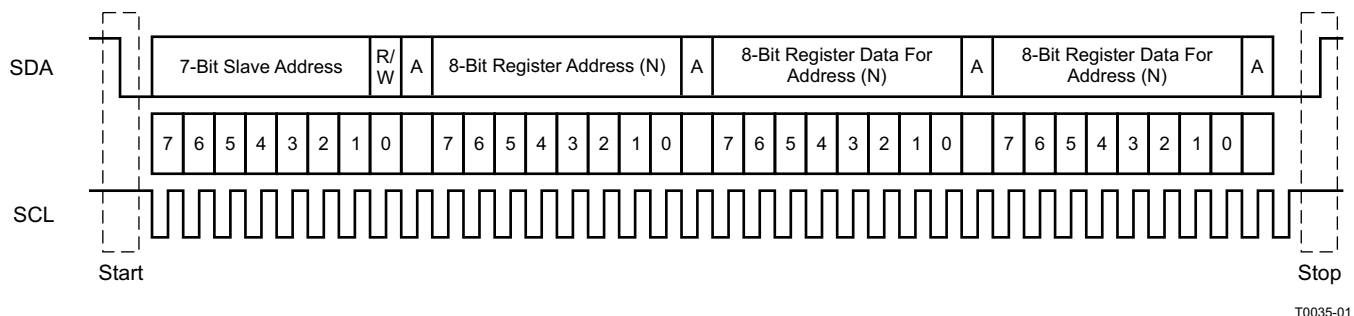 SDA
7-Bit Slave Address
R/
W
A
8-Bit Register Address (N)
A
8-Bit Register Data For
Address (N)
A
8-Bit Register Data For
Address (N)
A
7 6 5 4 3 2 1 0 7 6 5 4 3 2 1 0 7 6 5 4 3 2 1 0 7 6 5 4 3 2 1 0
SCL
Start
Stop
T0035-01